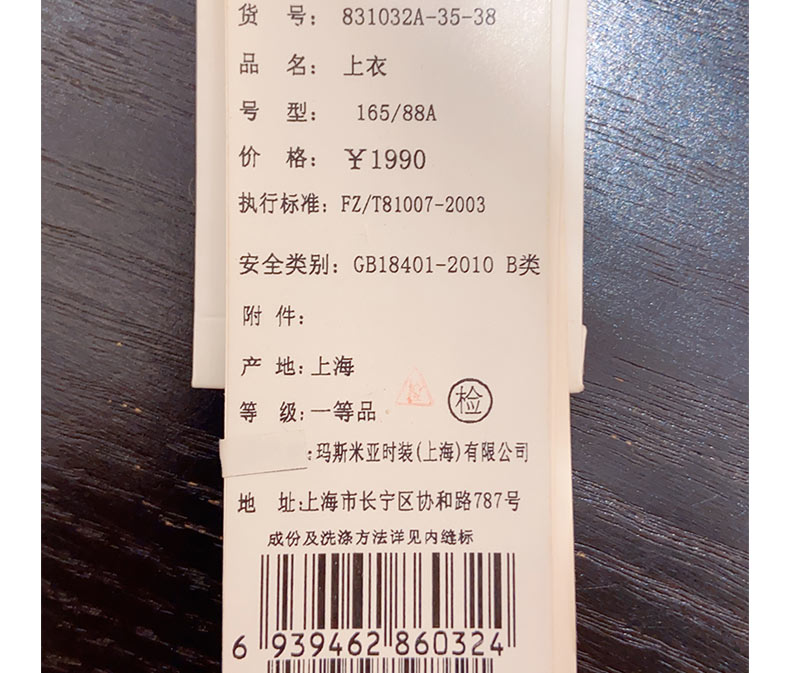 货 号: 831032A-35-38
品 名: 上衣
号 型: 165/88A
价 格: ￥1990
执行标准: FZ/T81007-2003
安全类别: GB18401-2010 B类
附 件:
产 地: 上海
等 级: 一等品 检
:玛斯米亚时装(上海)有限公司
地 址:上海市长宁区协和路787号
成份及洗涤方法详见内缝标
6 939462 860324